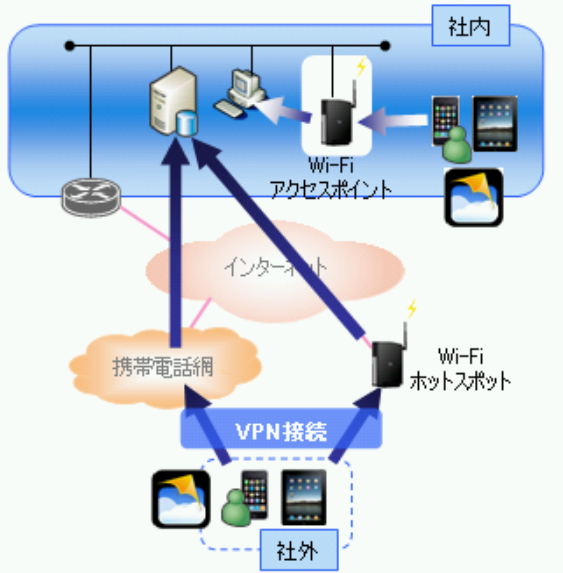 社内
Wi-Fi
アクセスポイント
インターネット
携帯電話網
Wi-Fi
ホットスポット
VPN接続
社外